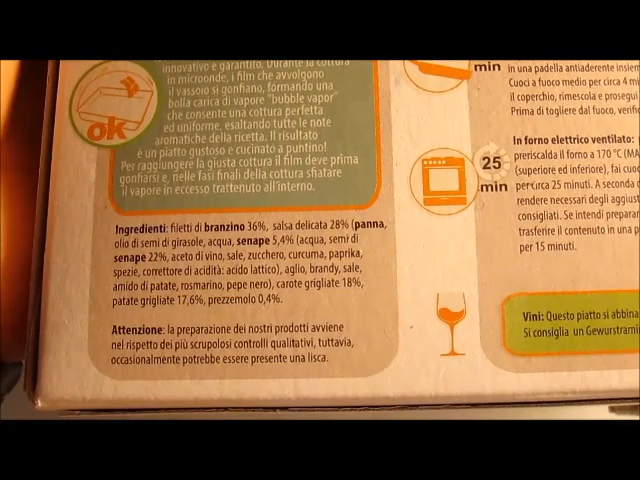 innovativo e garantito. Durante la cottura
in microonde, i film che avvolgono
il vassoio si gonfiano, formando una
bolla carica di vapore "bubble vapor"
che consente una cottura perfetta
ed uniforme, esaltando tutte le note
aromatiche della ricetta. Il risultato
è un piatto gustoso e cucinato a puntino!
Per raggiungere la giusta cottura il film deve prima
gonfiarsi e, nelle fasi finali della cottura sfiatare
il vapore in eccesso trattenuto all'interno.
ok
Ingredienti: filetti di branzino 36%, salsa delicata 28% (panna,
olio di semi di girasole, acqua, senape 5,4% (acqua, semi di
senape 22%, aceto di vino, sale, zucchero, curcuma, paprika,
spezie, correttore di acidità: acido lattico), aglio, brandy, sale,
amido di patate, rosmarino, pepe nero), carote grigliate 18%,
patate grigliate 17,6%, prezzemolo 0,4%.
Attenzione: la preparazione dei nostri prodotti avviene
nel rispetto dei più scrupolosi controlli qualitativi, tuttavia,
occasionalmente potrebbe essere presente una lisca.
min
in una padella antiaderente insiem
Cuoci a fuoco medio per circa 4 mi
il coperchio, rimescola e prosegui
Prima di togliere dal fuoco, verific
25
min
In forno elettrico ventilato:
preriscalda il forno a 170 °C (MA
(superiore ed inferiore), fai cuoc
per circa 25 minuti. A seconda d
rendere necessari degli aggiust
consigliati. Se intendi preparar
trasferire il contenuto in una p
per 15 minuti.
Vini: Questo piatto si abbina
Si consiglia un Gewurstrami